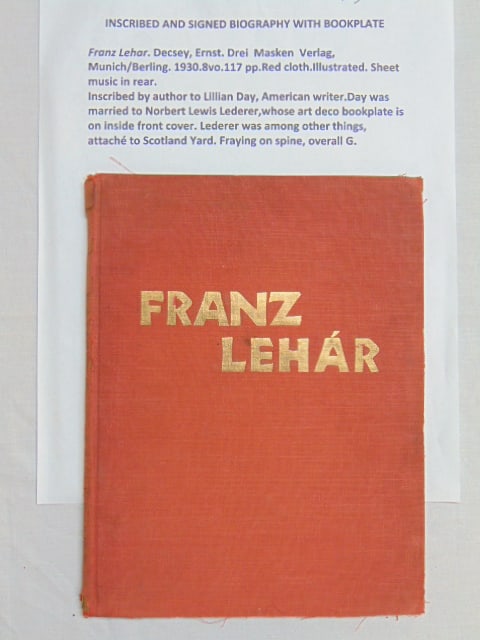 INSCRIBED AND SIGNED BIOGRAPHY WITH BOOKPLATE
Franz Lehar. Decsey, Ernst. Drei Masken Verlag,
Munich/Berling. 1930.8vo.117 pp.Red cloth.Illustrated. Sheet
music in rear.
Inscribed by author to Lillian Day, American writer.Day was
married to Norbert Lewis Lederer,whose art deco bookplate is
on inside front cover. Lederer was among other things,
attaché to Scotland Yard. Fraying on spine, overall G.
FRANZ
LEHÁR